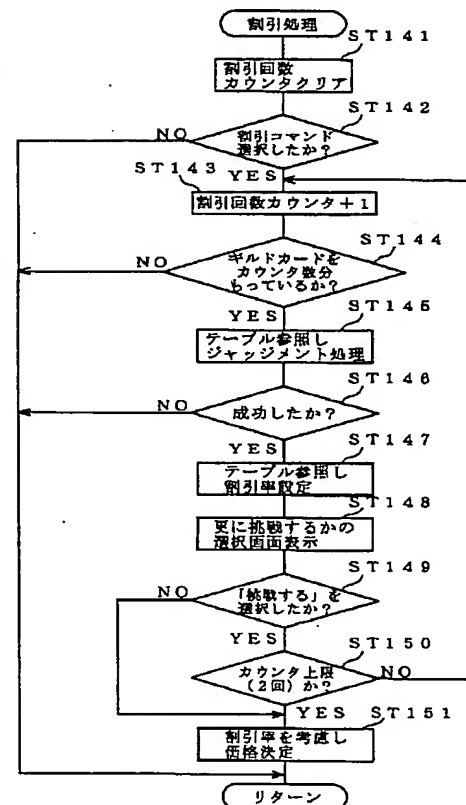 割引処理
ST141
割引回数
カウンタクリア
ST142
割引コマンド
選択したか?
NO
YES
ST143
割引回数カウンタ+1
ST144
ギルドカードを
カウンタ数分
もっているか?
NO
YES
ST145
テーブル参照し
ジャッジメント処理
ST146
成功したか?
NO
YES
ST147
テーブル参照し
割引率設定
ST148
更に挑戦するかの
選択画面表示
ST149
「挑戦する」を
選択したか?
NO
YES
ST150
カウンタ上限
(2回)か?
NO
YES
ST151
割引率を考慮し
価格決定
リターン